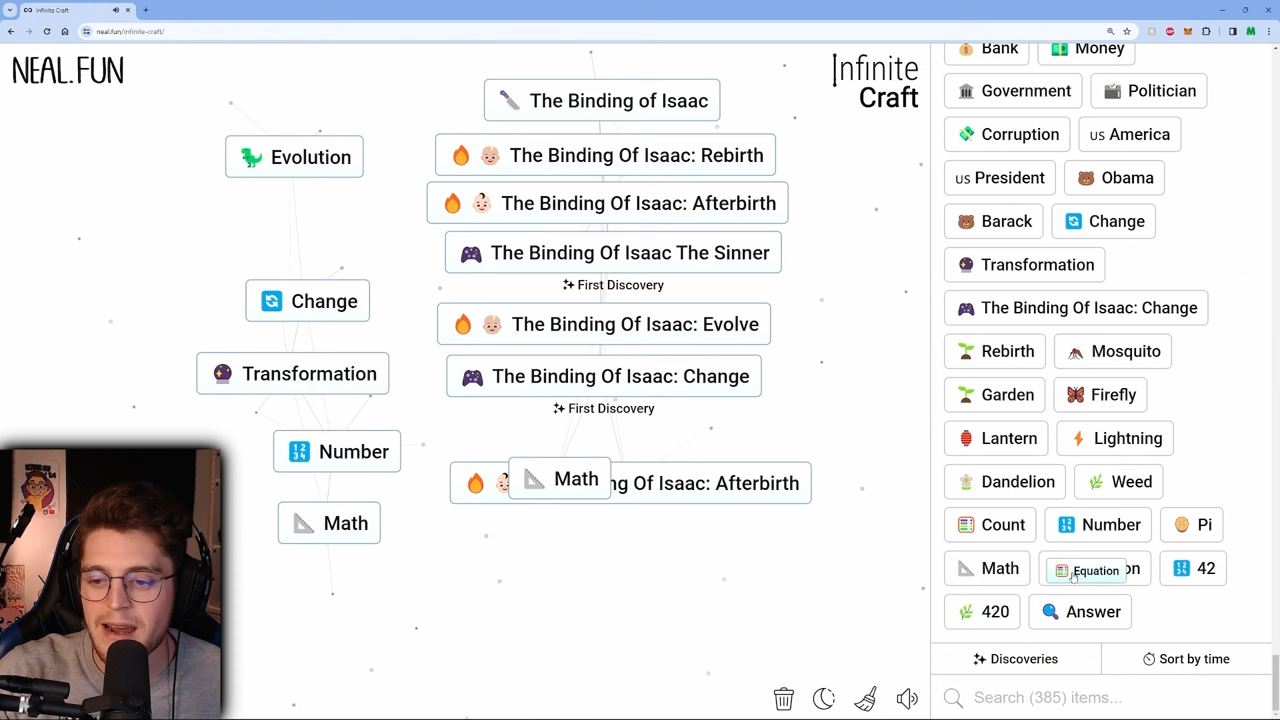 Infinite Craft
neal.fun/infinite-craft/
NEAL.FUN
Infinite
Craft
Evolution
Change
Transformation
Number
Math
The Binding of Isaac
The Binding Of Isaac: Rebirth
The Binding Of Isaac: Afterbirth
The Binding Of Isaac The Sinner
First Discovery
The Binding Of Isaac: Evolve
The Binding Of Isaac: Change
First Discovery
Math ng Of Isaac: Afterbirth
Bank Money
Government Politician
Corruption US America
US President Obama
Barack Change
Transformation
The Binding Of Isaac: Change
Rebirth Mosquito
Garden Firefly
Lantern Lightning
Dandelion Weed
Count Number Pi
Math Equation on 42
420 Answer
Discoveries Sort by time
Search (385) items...